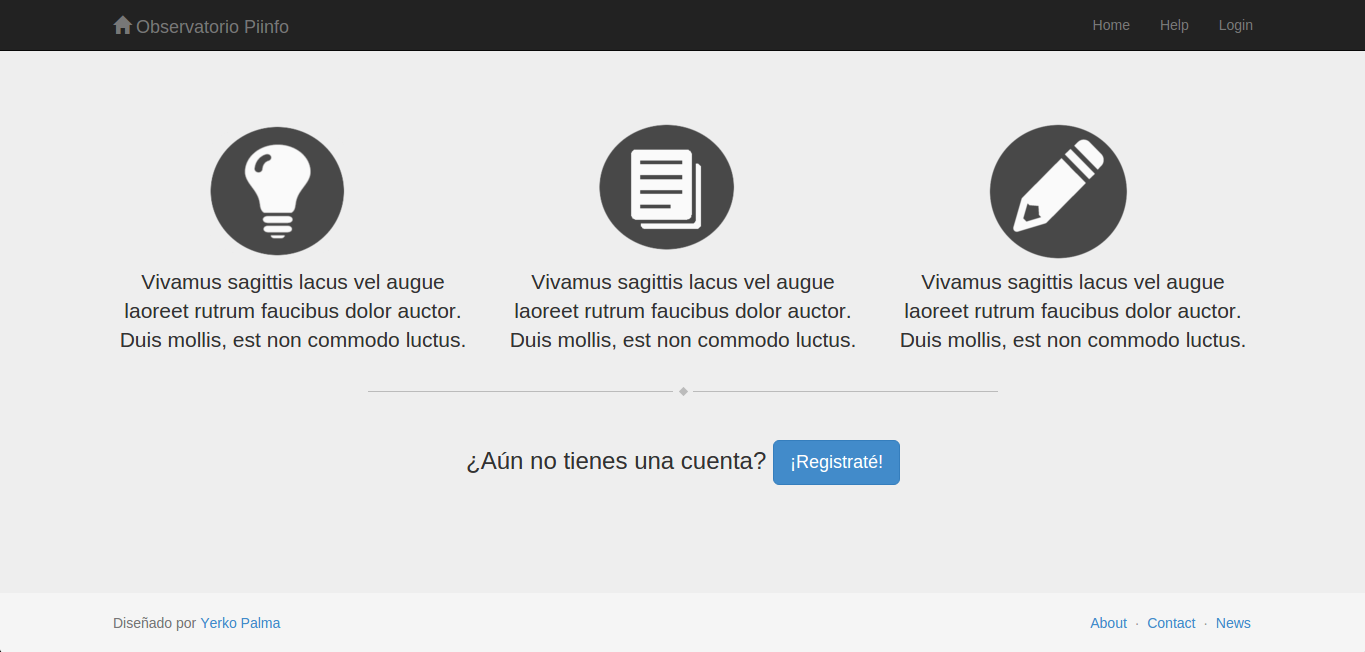 Observatorio Piinfo
Home Help Login
Vivamus sagittis lacus vel augue
laoreet rutrum faucibus dolor auctor.
Duis mollis, est non commodo luctus.
Vivamus sagittis lacus vel augue
laoreet rutrum faucibus dolor auctor.
Duis mollis, est non commodo luctus.
Vivamus sagittis lacus vel augue
laoreet rutrum faucibus dolor auctor.
Duis mollis, est non commodo luctus.
¿Aún no tienes una cuenta? ¡Registraté!
Diseñado por Yerko Palma
About · Contact · News